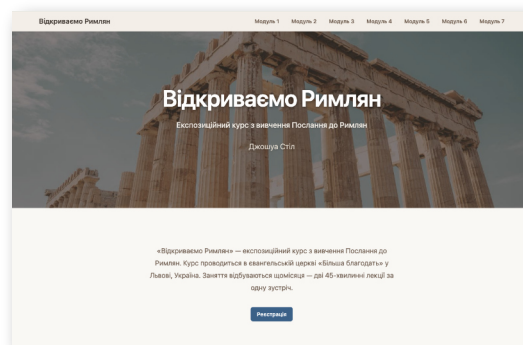 Відкриваємо Римлян
Модуль 1 Модуль 2 Модуль 3 Модуль 4 Модуль 5 Модуль 6 Модуль 7
Відкриваємо Римлян
Експозиційний курс з вивчення Послання до Римлян
Джошуа Стіл
«Відкриваємо Римлян» — експозиційний курс з вивчення Послання до
Римлян. Курс проводиться в євангельській церкві «Більша благодать» у
Львові, Україна. Заняття відбуваються щомісяця — дві 45-хвилинні лекції за
одну зустріч.
Реєстрація